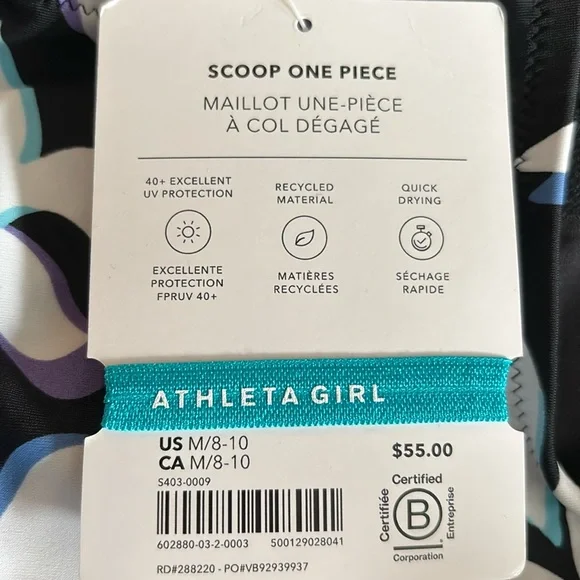 SCOOP ONE PIECE
MAILLOT UNE-PIÈCE
À COL DÉGAGÉ
40+ EXCELLENT
UV PROTECTION
EXCELLENTE
PROTECTION
FPRUV 40+
RECYCLED
MATERIAL
MATIÈRES
RECYCLÉES
QUICK
DRYING
SÉCHAGE
RAPIDE
ATHLETA GIRL
US M/8-10
CA M/8-10
$55.00
S403-0009
602880-03-2-0003 500129028041
RD#288220 - PO#VB92939937
Certified
Certifiée
B
Entreprise
Corporation